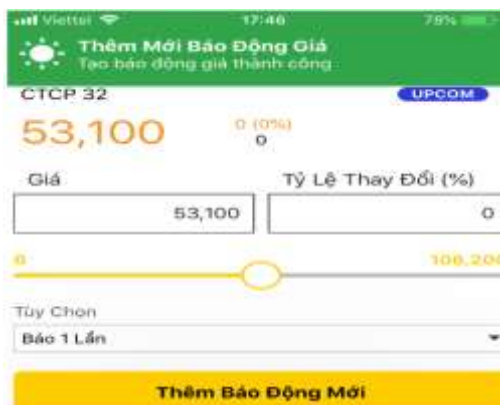 Viettel 17:46 78%
Thêm Mới Báo Động Giá
Tạo báo động giá thành công
CTCP 32 UPCOM
53,100 0 (0%)
0
Giá Tỷ Lệ Thay Đổi (%)
53,100 0
0 106,200
Tùy Chọn
Báo 1 Lần
Thêm Báo Động Mới